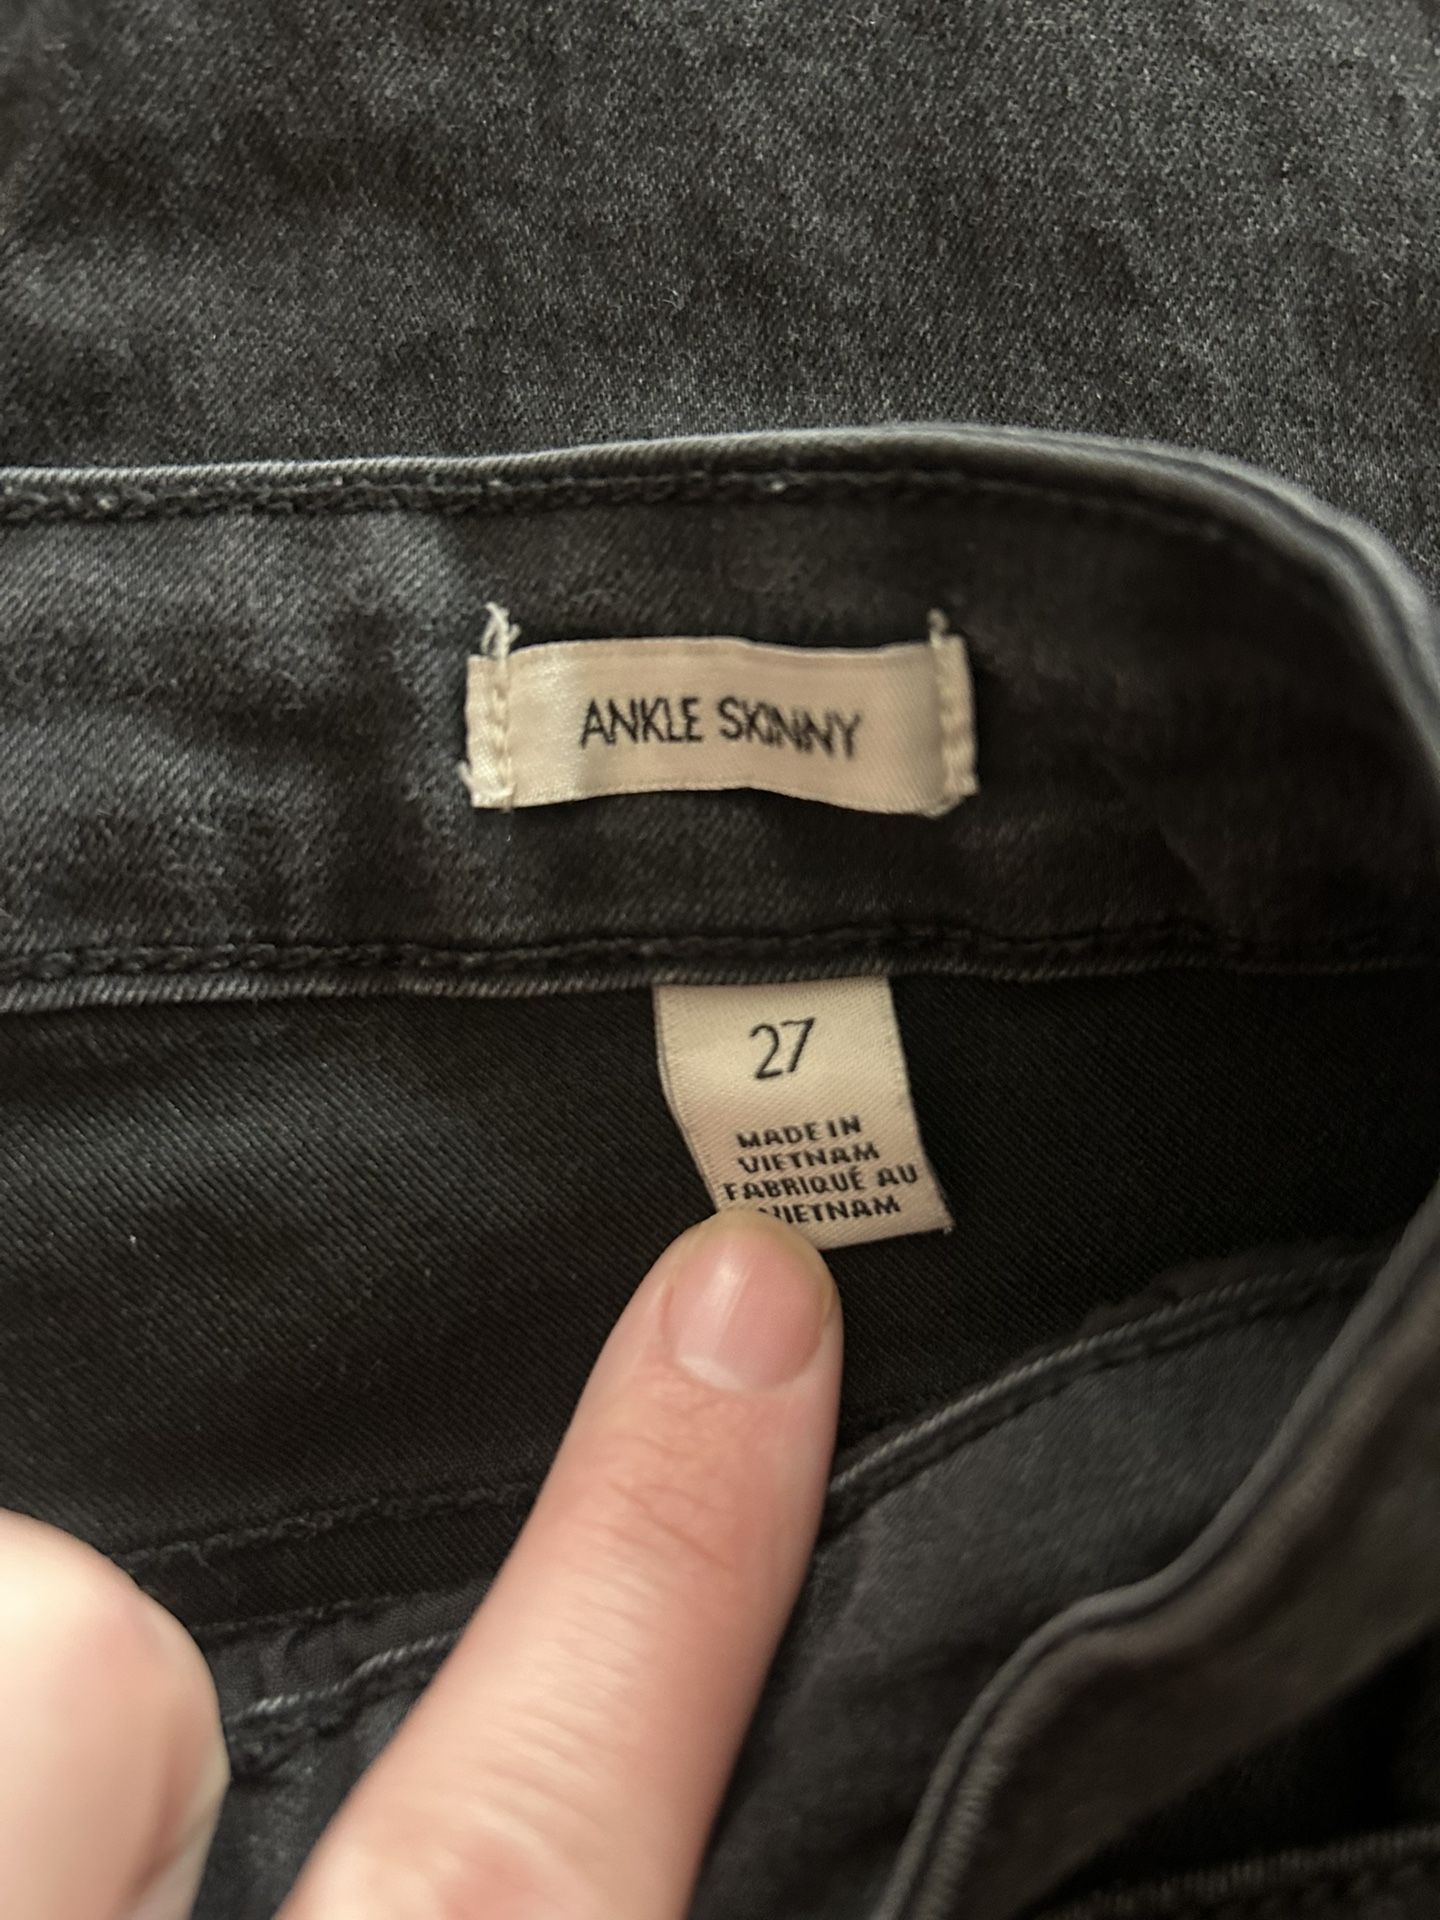 ANKLE SKINNY
27
MADE IN
VIETNAM
FABRIQUÉ AU
VIETNAM